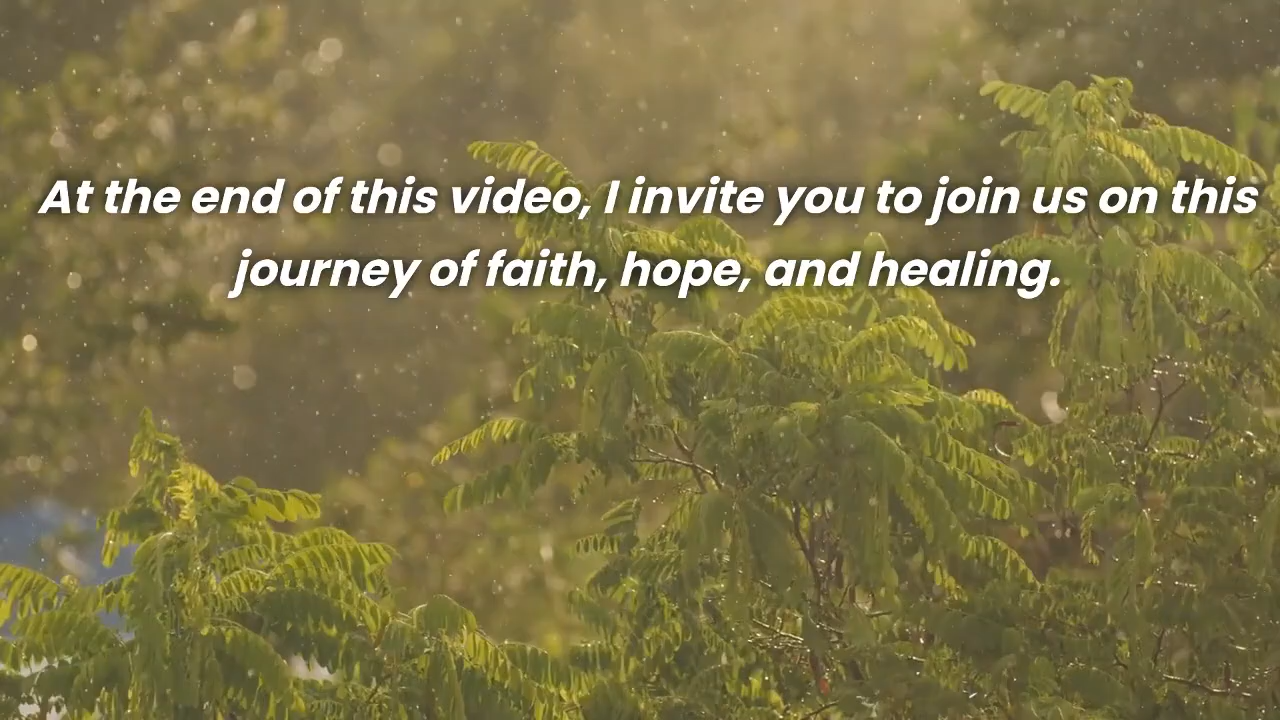 At the end of this video, I invite you to join us on this
journey of faith, hope, and healing.